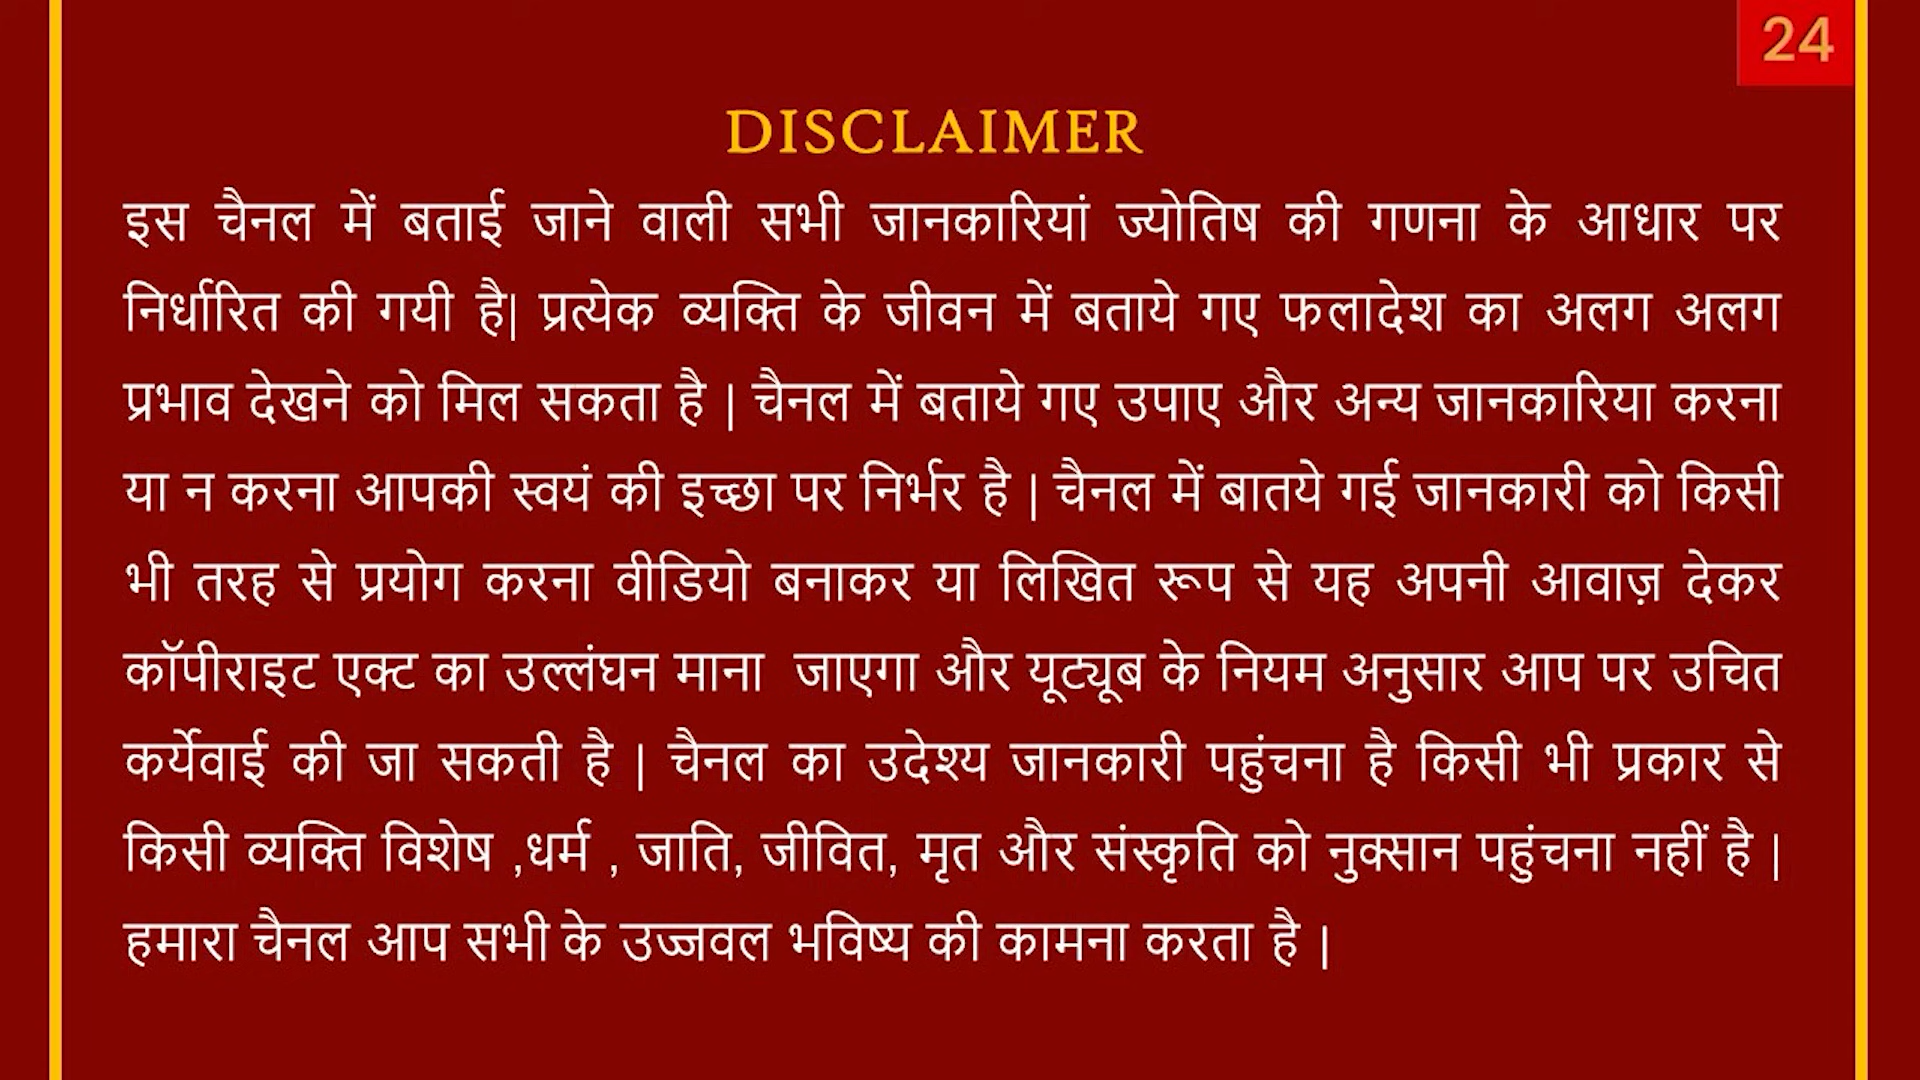 24
DISCLAIMER
इस चैनल में बताई जाने वाली सभी जानकारियां ज्योतिष की गणना के आधार पर
निर्धारित की गयी है| प्रत्येक व्यक्ति के जीवन में बताये गए फलादेश का अलग अलग
प्रभाव देखने को मिल सकता है | चैनल में बताये गए उपाए और अन्य जानकारिया करना
या न करना आपकी स्वयं की इच्छा पर निर्भर है | चैनल में बातये गई जानकारी को किसी
भी तरह से प्रयोग करना वीडियो बनाकर या लिखित रूप से यह अपनी आवाज़ देकर
कॉपीराइट एक्ट का उल्लंघन माना जाएगा और यूट्यूब के नियम अनुसार आप पर उचित
कर्येवाई की जा सकती है | चैनल का उदेश्य जानकारी पहुंचना है किसी भी प्रकार से
किसी व्यक्ति विशेष ,धर्म , जाति, जीवित, मृत और संस्कृति को नुक्सान पहुंचना नहीं है |
हमारा चैनल आप सभी के उज्जवल भविष्य की कामना करता है |